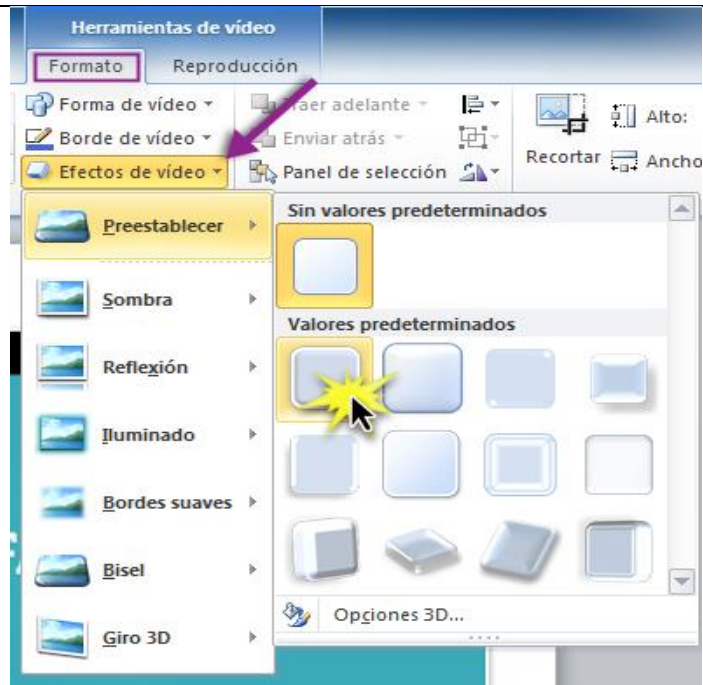 Herramientas de vídeo
Formato Reproducción
Forma de vídeo Traer adelante Alto:
Borde de vídeo Enviar atrás
Efectos de vídeo Panel de selección Recortar Ancho
Preestablecer
Sombra
Reflexión
Iluminado
Bordes suaves
Bisel
Giro 3D
Sin valores predeterminados
Valores predeterminados
Opciones 3D...